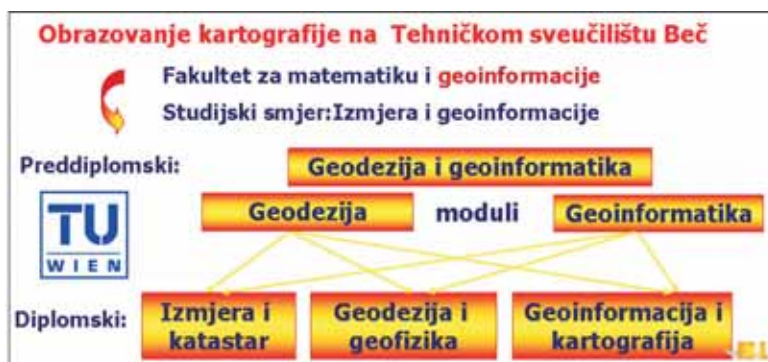 Obrazovanje kartografije na Tehničkom sveučilištu Beč
Fakultet za matematiku i geoinformacije
Studijski smjer:Izmjera i geoinformacije
Preddiplomski:
Geodezija i geoinformatika
Geodezija
moduli
Geoinformatika
TU
WIEN
Diplomski:
Izmjera i
katastar
Geodezija i
geofizika
Geoinformacija i
kartografija